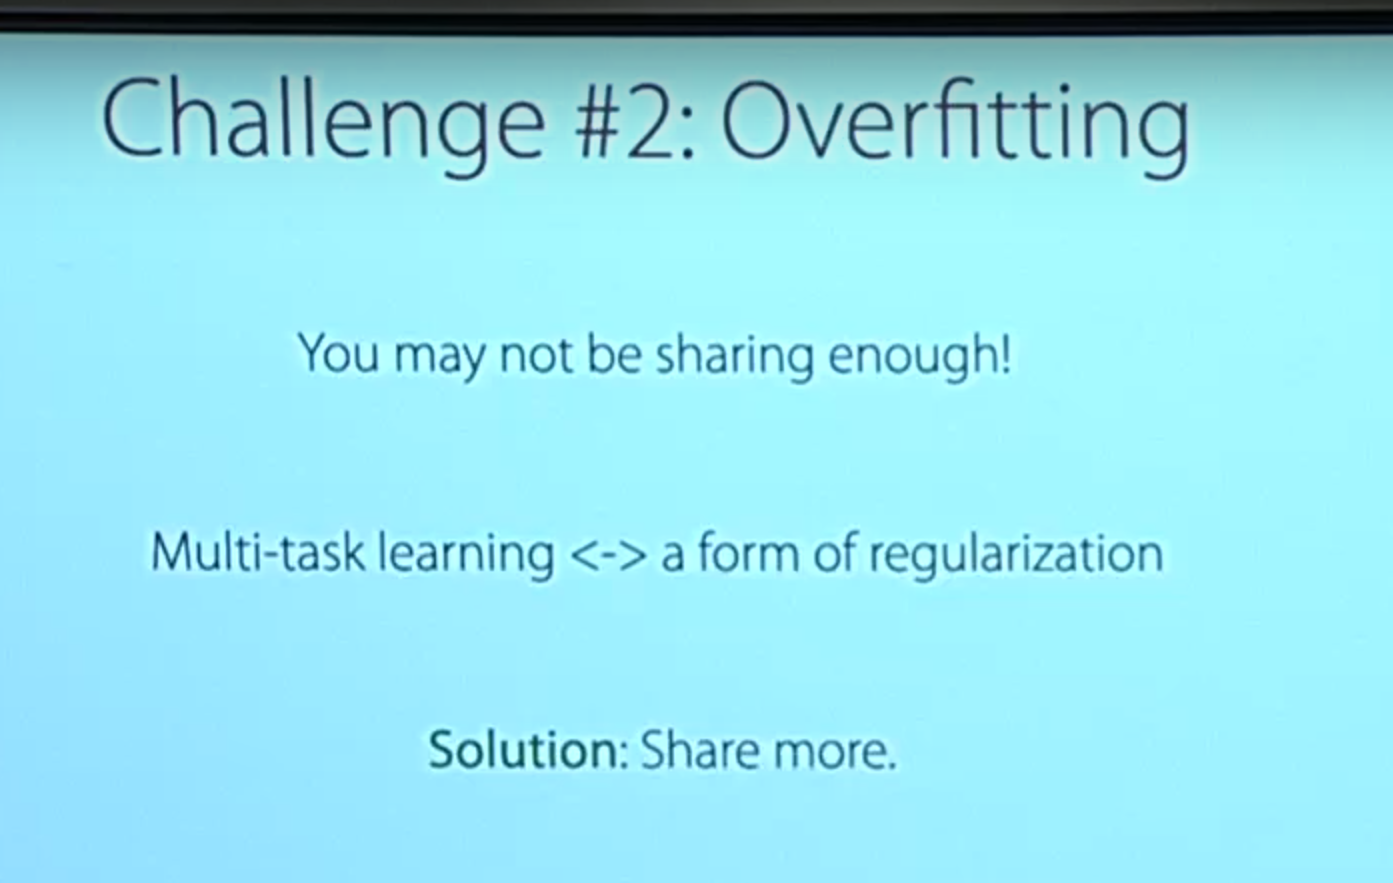 Challenge #2: Overfitting
You may not be sharing enough!
Multi-task learning <-> a form of regularization
Solution: Share more.